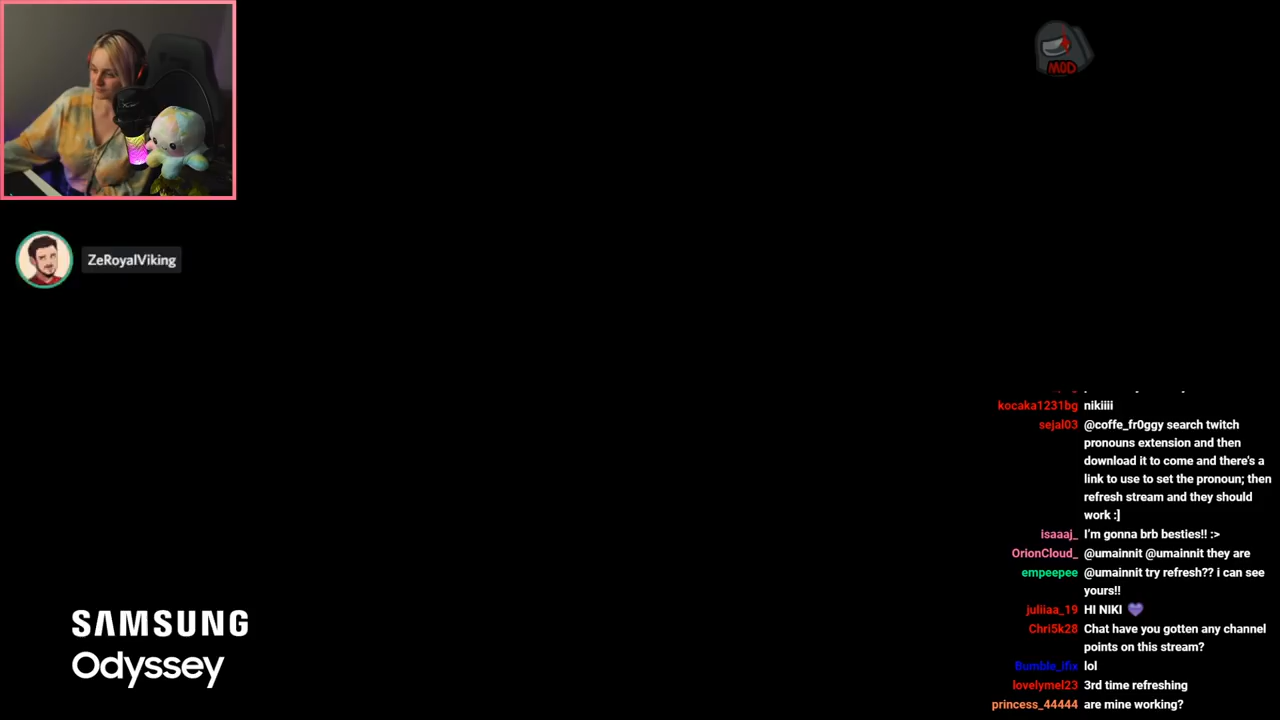 MOD
ZeRoyalViking
kocaka1231bg nikiiii
sejal03 @coffe_fr0ggy search twitch
pronouns extension and then
download it to come and there's a
link to use to set the pronoun; then
refresh stream and they should
work :]
isaaaj_ I'm gonna brb besties!! :>
OrionCloud_ @umainnit @umainnit they are
empeepee @umainnit try refresh?? i can see
yours!!
juliiaa_19 HI NIKI 💜
Chri5k28 Chat have you gotten any channel
points on this stream?
Bumble_ifix lol
lovelymel23 3rd time refreshing
princess_44444 are mine working?
SAMSUNG
Odyssey